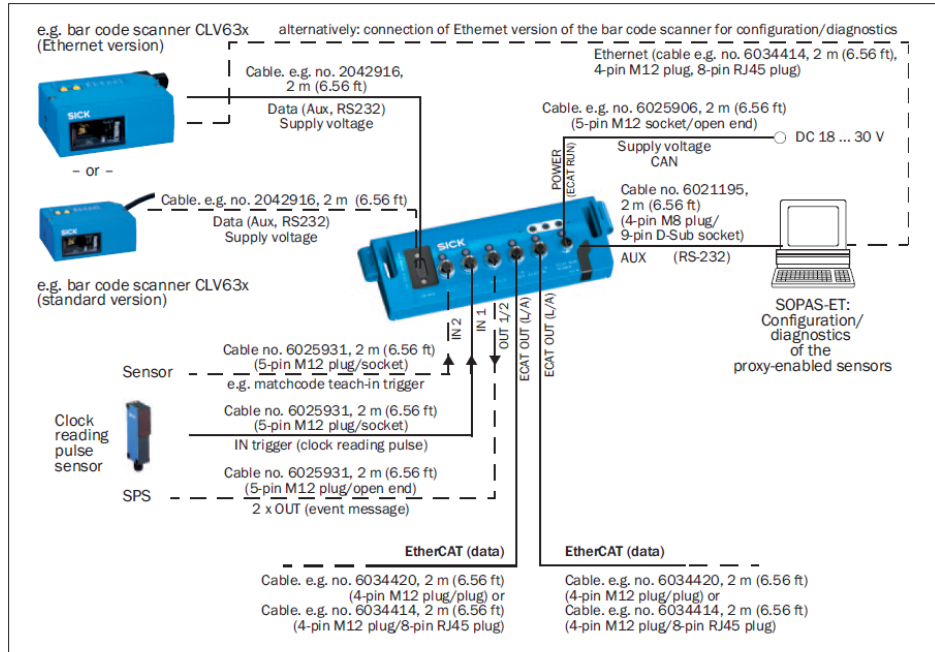 e.g. bar code scanner CLV63x
(Ethernet version)
alternatively: connection of Ethernet version of the bar code scanner for configuration/diagnostics
Ethernet (cable e.g. 6034414, 2 m (6.56 ft),
4-pin M12 plug, 8-pin RJ45 plug)
Cable. e.g. no. 2042916,
2 m (6.56 ft)
Data (Aux, RS232)
Supply voltage
SICK
– or –
Cable. e.g. no. 2042916, 2 m (6.56 ft)
Data (Aux, RS232)
Supply voltage
e.g. bar code scanner CLV63x
(standard version)
Cable. e.g. no. 6025906, 2 m (6.56 ft)
(5-pin M12 socket/open end)
DC 18 ... 30 V
Supply voltage
CAN
POWER
(ECAT RUN)
Cable no. 6021195,
2 m (6.56 ft)
(4-pin M8 plug/
9-pin D-Sub socket)
AUX (RS-232)
SICK
SOPAS-ET:
Configuration/
diagnostics
of the
proxy-enabled sensors
IN 2
IN 1
OUT 1/2
ECAT OUT (L/A)
ECAT OUT (L/A)
Sensor
Cable no. 6025931, 2 m (6.56 ft)
(5-pin M12 plug/socket)
e.g. matchcode teach-in trigger
Clock
reading
pulse
sensor
Cable no. 6025931, 2 m (6.56 ft)
(5-pin M12 plug/socket)
IN trigger (clock reading pulse)
SPS
Cable no. 6025931, 2 m (6.56 ft)
(5-pin M12 plug/open end)
2 x OUT (event message)
EtherCAT (data)
Cable. e.g. no. 6034420, 2 m (6.56 ft)
(4-pin M12 plug/plug) or
Cable. e.g. no. 6034414, 2 m (6.56 ft)
(4-pin M12 plug/8-pin RJ45 plug)
EtherCAT (data)
Cable. e.g. no. 6034420, 2 m (6.56 ft)
(4-pin M12 plug/plug) or
Cable. e.g. no. 6034414, 2 m (6.56 ft)
(4-pin M12 plug/8-pin RJ45 plug)